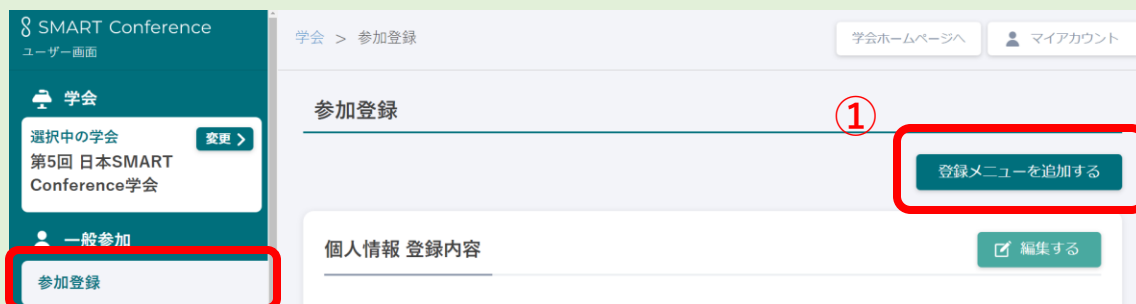 SMART Conference
ユーザー画面
学会
選択中の学会
変更 >
第5回 日本SMART
Conference学会
一般参加
参加登録
学会 > 参加登録
学会ホームページへ
マイアカウント
参加登録
①
登録メニューを追加する
個人情報 登録内容
編集する